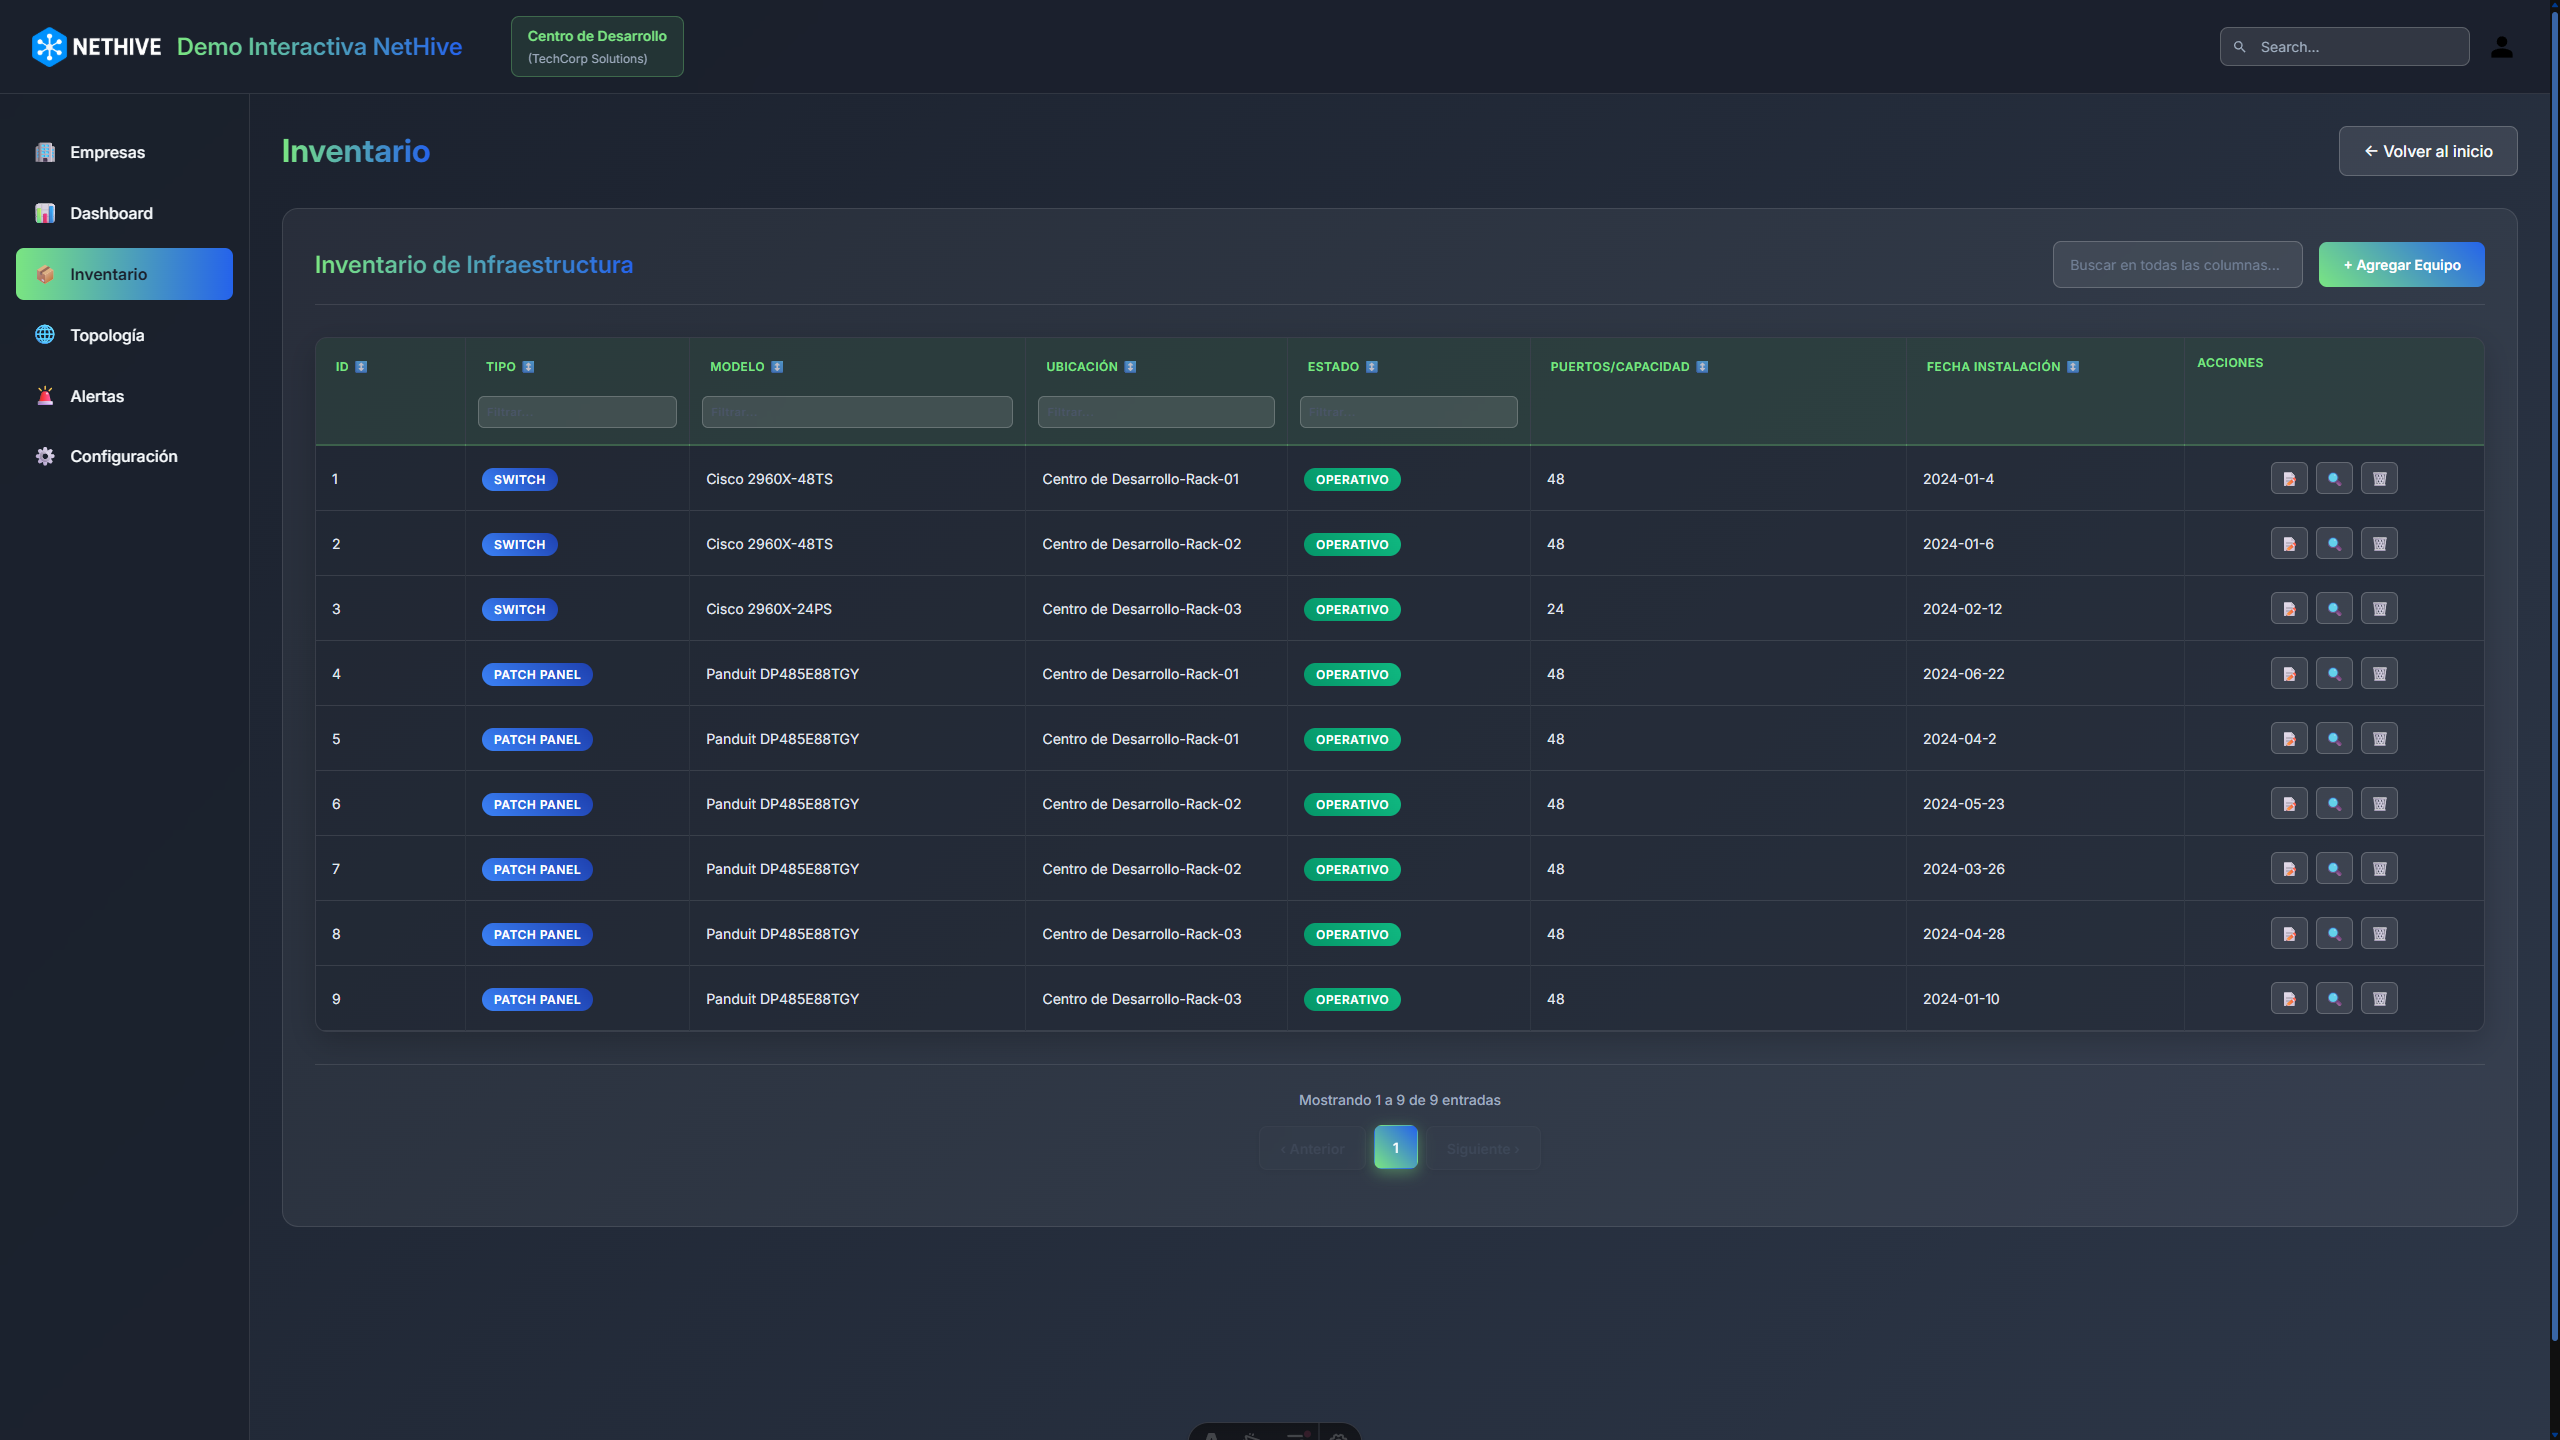 NETHIVE
Demo Interactiva NetHive
Centro de Desarrollo
(TechCorp Solutions)
Search...
Empresas
Dashboard
Inventario
Topología
Alertas
Configuración
Inventario
← Volver al inicio
Inventario de Infraestructura
Buscar en todas las columnas...
+ Agregar Equipo
ID TIPO MODELO UBICACIÓN ESTADO PUERTOS/CAPACIDAD FECHA INSTALACIÓN ACCIONES
Filtrar... Filtrar... Filtrar... Filtrar...
1 SWITCH Cisco 2960X-48TS Centro de Desarrollo-Rack-01 OPERATIVO 48 2024-01-4
2 SWITCH Cisco 2960X-48TS Centro de Desarrollo-Rack-02 OPERATIVO 48 2024-01-6
3 SWITCH Cisco 2960X-24PS Centro de Desarrollo-Rack-03 OPERATIVO 24 2024-02-12
4 PATCH PANEL Panduit DP485E88TGY Centro de Desarrollo-Rack-01 OPERATIVO 48 2024-06-22
5 PATCH PANEL Panduit DP485E88TGY Centro de Desarrollo-Rack-01 OPERATIVO 48 2024-04-2
6 PATCH PANEL Panduit DP485E88TGY Centro de Desarrollo-Rack-02 OPERATIVO 48 2024-05-23
7 PATCH PANEL Panduit DP485E88TGY Centro de Desarrollo-Rack-02 OPERATIVO 48 2024-03-26
8 PATCH PANEL Panduit DP485E88TGY Centro de Desarrollo-Rack-03 OPERATIVO 48 2024-04-28
9 PATCH PANEL Panduit DP485E88TGY Centro de Desarrollo-Rack-03 OPERATIVO 48 2024-01-10
Mostrando 1 a 9 de 9 entradas
‹ Anterior 1 Siguiente ›